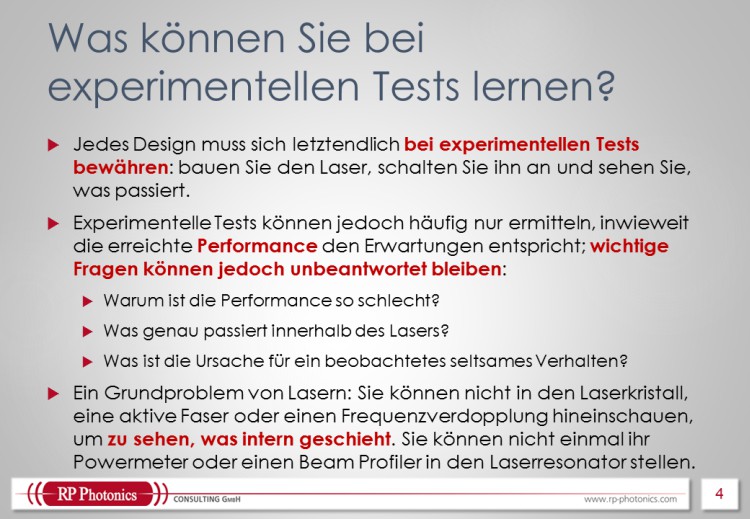 Was können Sie bei
experimentellen Tests lernen?
Jedes Design muss sich letztendlich bei experimentellen Tests
bewähren: bauen Sie den Laser, schalten Sie ihn an und sehen Sie,
was passiert.
Experimentelle Tests können jedoch häufig nur ermitteln, inwieweit
die erreichte Performance den Erwartungen entspricht; wichtige
Fragen können jedoch unbeantwortet bleiben:
Warum ist die Performance so schlecht?
Was genau passiert innerhalb des Lasers?
Was ist die Ursache für ein beobachtetes seltsames Verhalten?
Ein Grundproblem von Lasern: Sie können nicht in den Laserkristall,
eine aktive Faser oder einen Frequenzverdopplung hineinschauen,
um zu sehen, was intern geschieht. Sie können nicht einmal ihr
Powermeter oder einen Beam Profiler in den Laserresonator stellen.
RP Photonics CONSULTING GmbH
www.rp-photonics.com
4